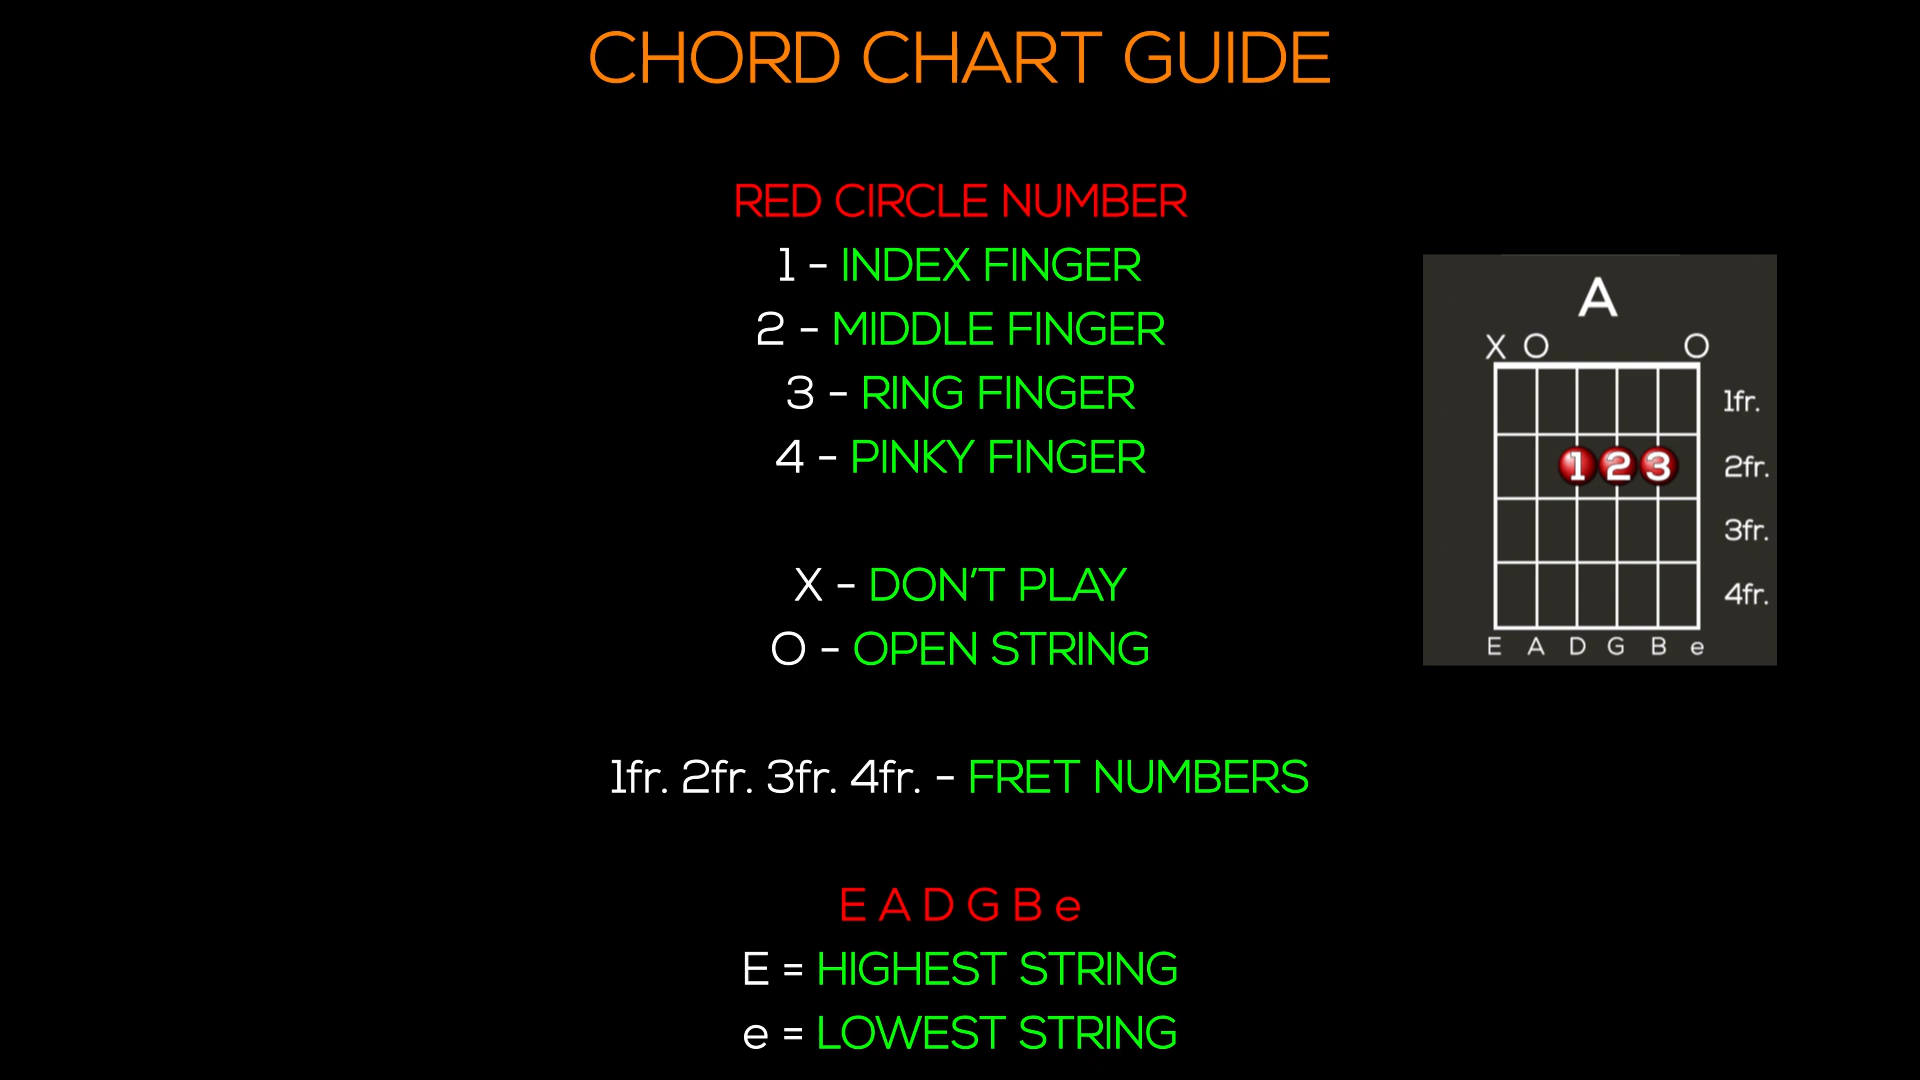 CHORD CHART GUIDE
RED CIRCLE NUMBER
1 - INDEX FINGER
2 - MIDDLE FINGER
3 - RING FINGER
4 - PINKY FINGER
X - DON'T PLAY
O - OPEN STRING
1fr. 2fr. 3fr. 4fr. - FRET NUMBERS
E A D G B e
E = HIGHEST STRING
e = LOWEST STRING
A
X O O
1fr.
1 2 3 2fr.
3fr.
4fr.
E A D G B e